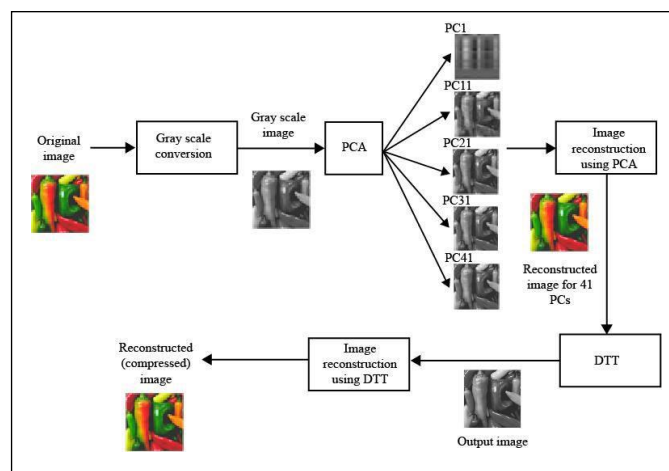 PC1
PC11
PC21
PC31
PC41
Original
image
Gray scale
conversion
Gray scale
image
PCA
Image
reconstruction
using PCA
Reconstructed
image for 41
PCs
DTT
Output image
Image
reconstruction
using DTT
Reconstructed
(compressed)
image